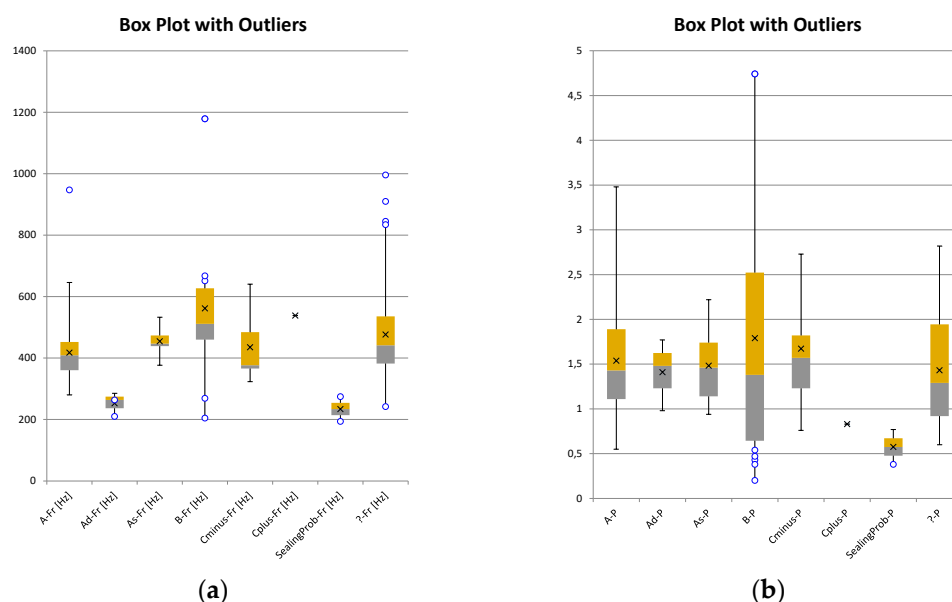 Box Plot with Outliers
1400
1200
1000
800
600
400
200
0
A-Fr [Hz]
Ad-Fr [Hz]
As-Fr [Hz]
B-Fr [Hz]
Cminus-Fr [Hz]
Cplus-Fr [Hz]
SealingProb-Fr [Hz]
?-Fr [Hz]
(a)
Box Plot with Outliers
5
4,5
4
3,5
3
2,5
2
1,5
1
0,5
0
A-P
Ad-P
As-P
B-P
Cminus-P
Cplus-P
SealingProb-P
?-P
(b)